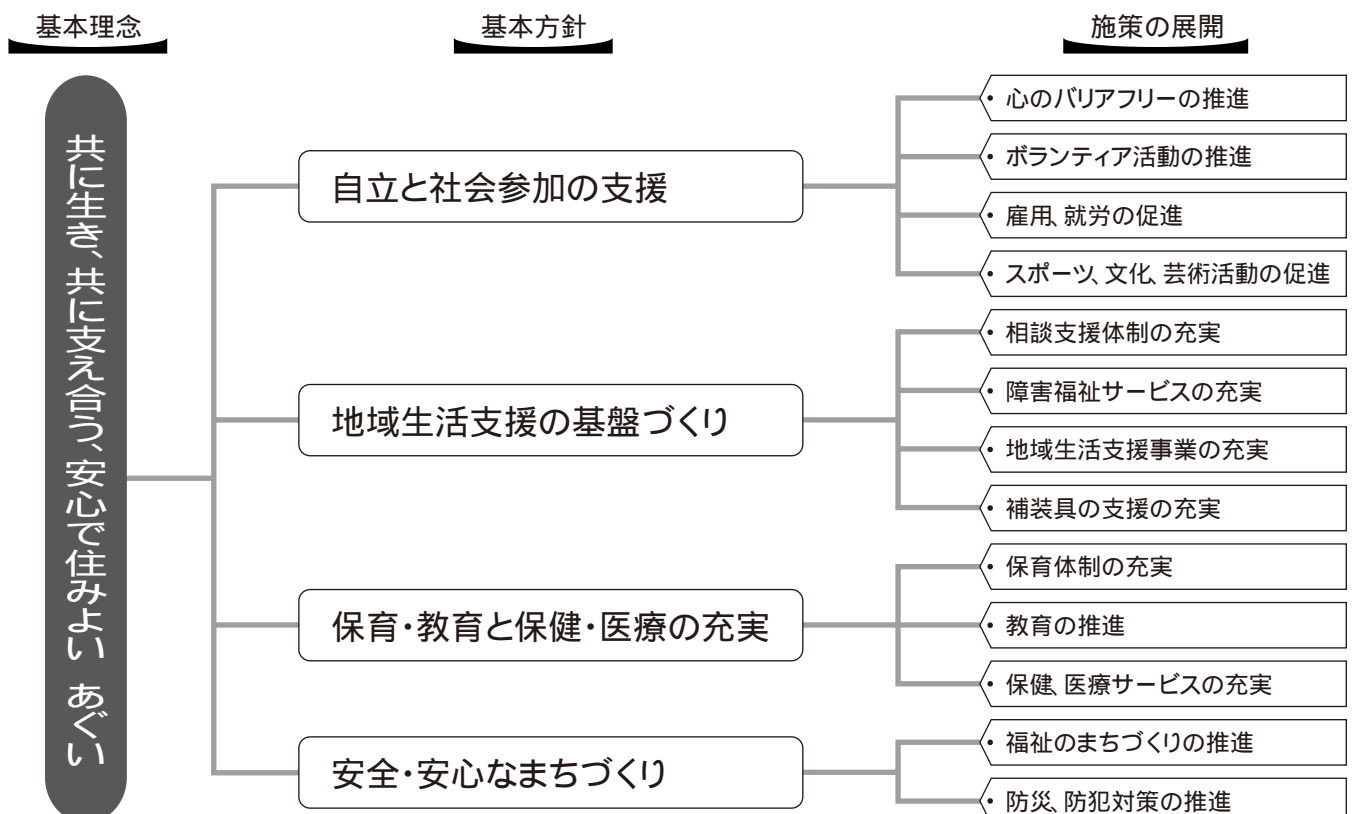 基本理念
基本方針
施策の展開
共に生き、共に支え合う、安心で住みよい あぐい
自立と社会参加の支援
・心のバリアフリーの推進
・ボランティア活動の推進
・雇用、就労の促進
・スポーツ、文化、芸術活動の促進
地域生活支援の基盤づくり
・相談支援体制の充実
・障害福祉サービスの充実
・地域生活支援事業の充実
・補装具の支援の充実
保育・教育と保健・医療の充実
・保育体制の充実
・教育の推進
・保健、医療サービスの充実
安全・安心なまちづくり
・福祉のまちづくりの推進
・防災、防犯対策の推進